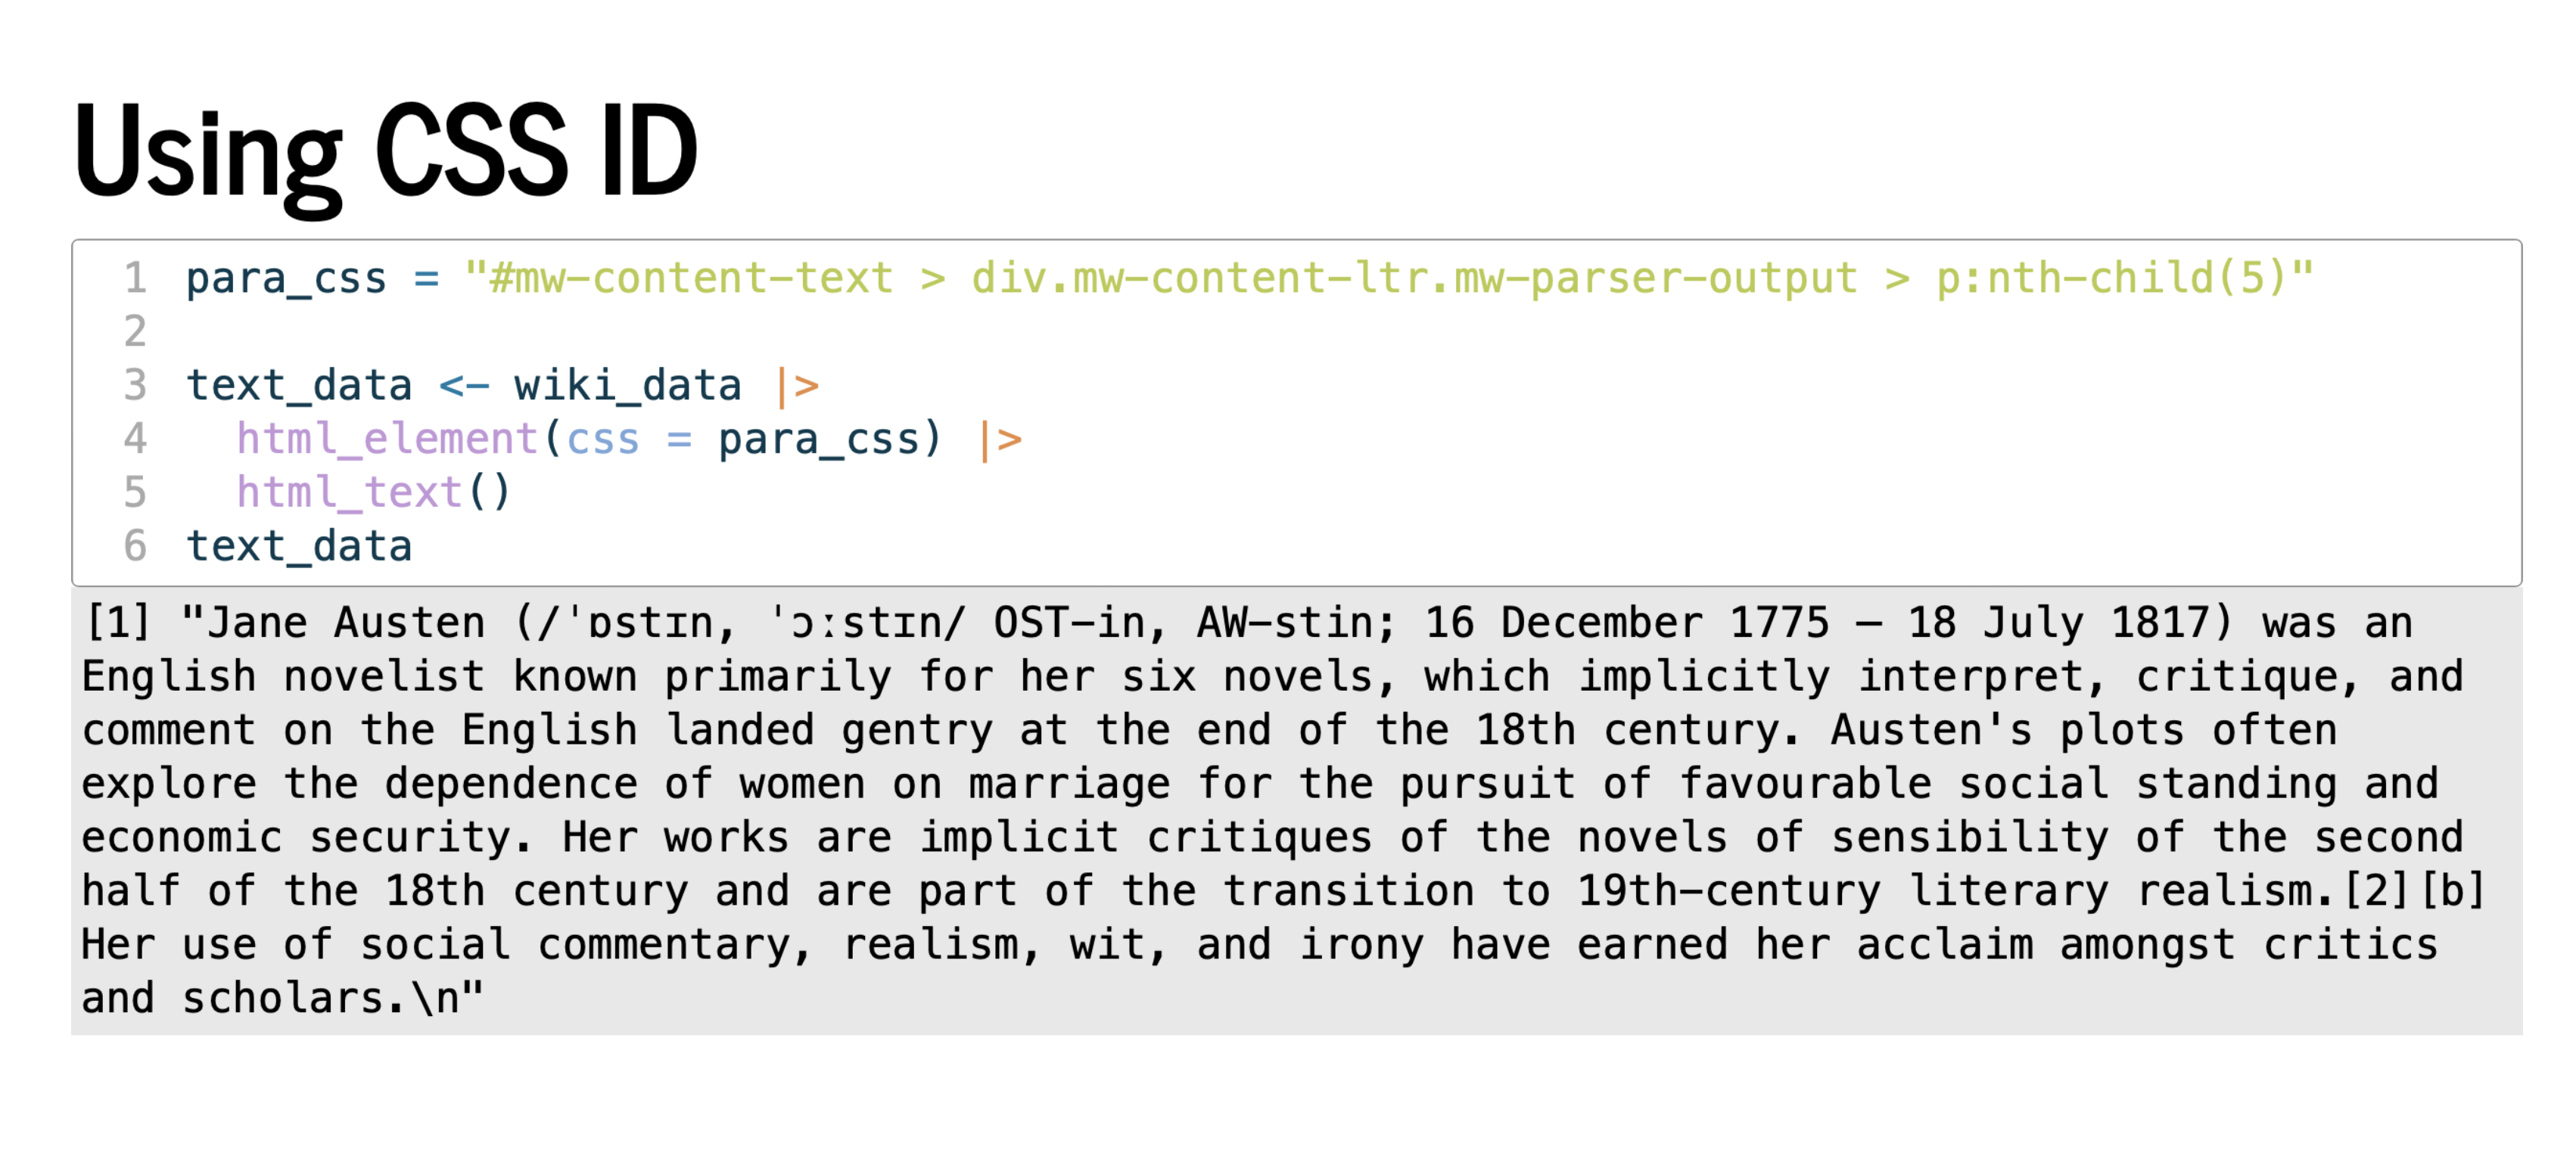 Using CSS ID
1 para_css = "#mw-content-text > div.mw-content-ltr.mw-parser-output > p:nth-child(5)"
2
3 text_data <- wiki_data |>
4   html_element(css = para_css) |>
5   html_text()
6 text_data
[1] "Jane Austen (/ˈɒstɪn, ˈɔːstɪn/ OST-in, AW-stin; 16 December 1775 – 18 July 1817) was an
English novelist known primarily for her six novels, which implicitly interpret, critique, and
comment on the English landed gentry at the end of the 18th century. Austen's plots often
explore the dependence of women on marriage for the pursuit of favourable social standing and
economic security. Her works are implicit critiques of the novels of sensibility of the second
half of the 18th century and are part of the transition to 19th-century literary realism.[2][b]
Her use of social commentary, realism, wit, and irony have earned her acclaim amongst critics
and scholars.\n"